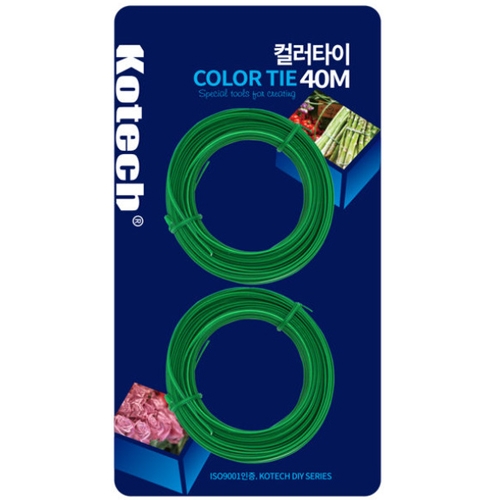 Kotech®
컬러타이
COLOR TIE 40M
Special tools for creating
ISO9001인증. KOTECH DIY SERIES